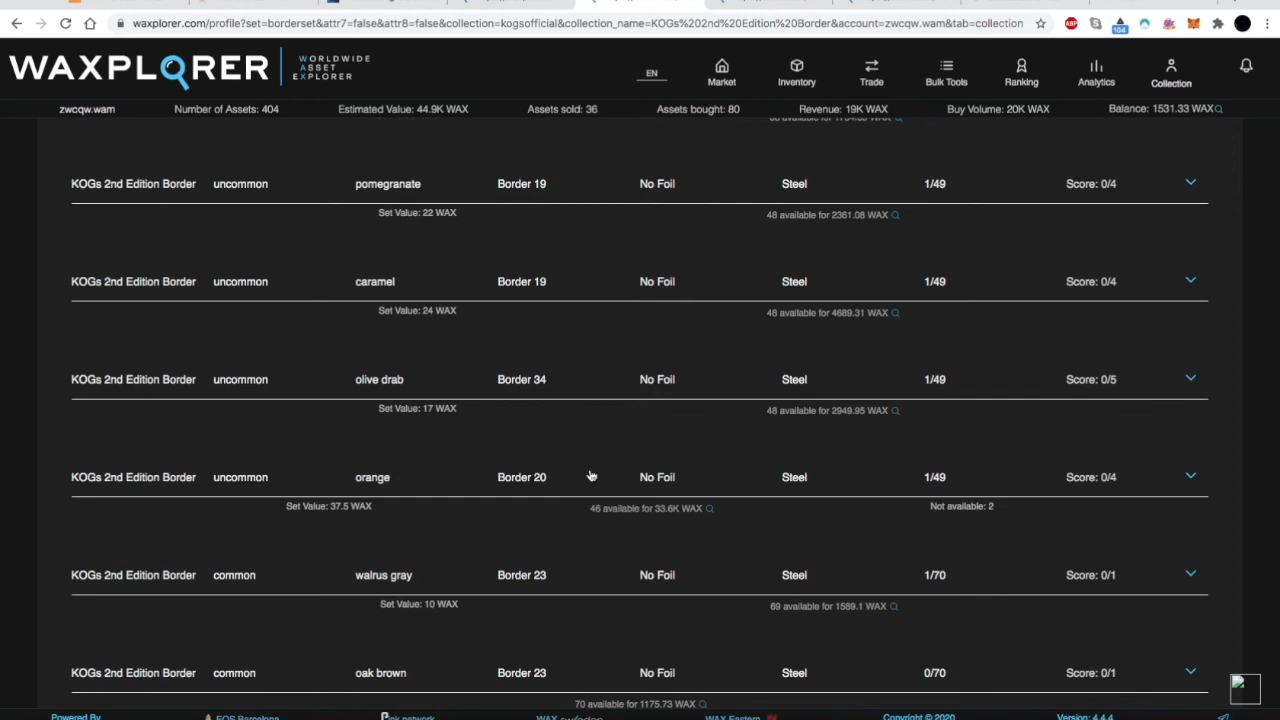 waxplorer.com/profile?set=borderset&attr7=false&attr8=false&collection=kogsofficial&collection_name=KOGs%202nd%20Edition%20Border&account=zwcqw.wam&tab=collection
104
WAXPLORER WORLDWIDE ASSET EXPLORER
EN Market Inventory Trade Bulk Tools Ranking Analytics Collection
zwcqw.wam Number of Assets: 404 Estimated Value: 44.9K WAX Assets sold: 36 Assets bought: 80 Revenue: 19K WAX Buy Volume: 20K WAX Balance: 1531.33 WAX
KOGs 2nd Edition Border uncommon pomegranate Border 19 No Foil Steel 1/49 Score: 0/4
Set Value: 22 WAX 48 available for 2361.08 WAX
KOGs 2nd Edition Border uncommon caramel Border 19 No Foil Steel 1/49 Score: 0/4
Set Value: 24 WAX 48 available for 4689.31 WAX
KOGs 2nd Edition Border uncommon olive drab Border 34 No Foil Steel 1/49 Score: 0/5
Set Value: 17 WAX 48 available for 2949.95 WAX
KOGs 2nd Edition Border uncommon orange Border 20 No Foil Steel 1/49 Score: 0/4
Set Value: 37.5 WAX 46 available for 33.6K WAX Not available: 2
KOGs 2nd Edition Border common walrus gray Border 23 No Foil Steel 1/70 Score: 0/1
Set Value: 10 WAX 69 available for 1589.1 WAX
KOGs 2nd Edition Border common oak brown Border 23 No Foil Steel 0/70 Score: 0/1
70 available for 1175.73 WAX
Powered By EOS Barcelona WAX WAX Eastern Copyright © 2020 Version: 4.4.4